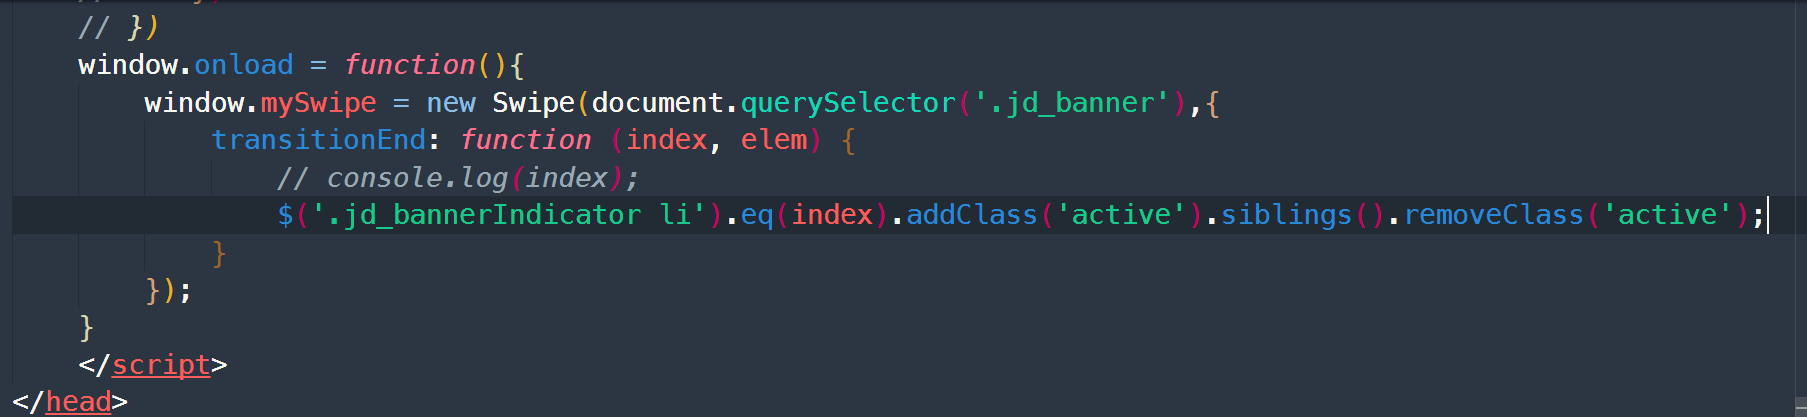 // })
window.onload = function(){
window.mySwipe = new Swipe(document.querySelector('.jd_banner'),{
transitionEnd: function (index, elem) {
// console.log(index);
$('.jd_bannerIndicator li').eq(index).addClass('active').siblings().removeClass('active');
}
});
}
</script>
</head>